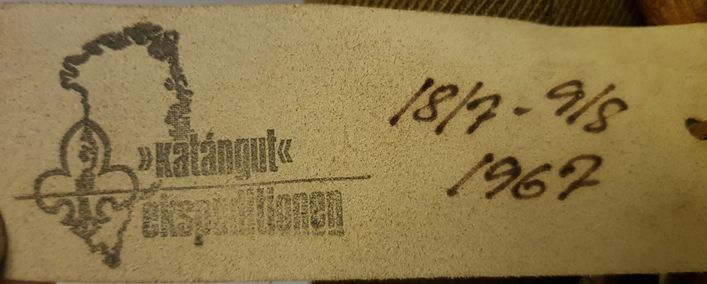 »Katángut«
ekspeditionen
18/7 - 9/8
1967